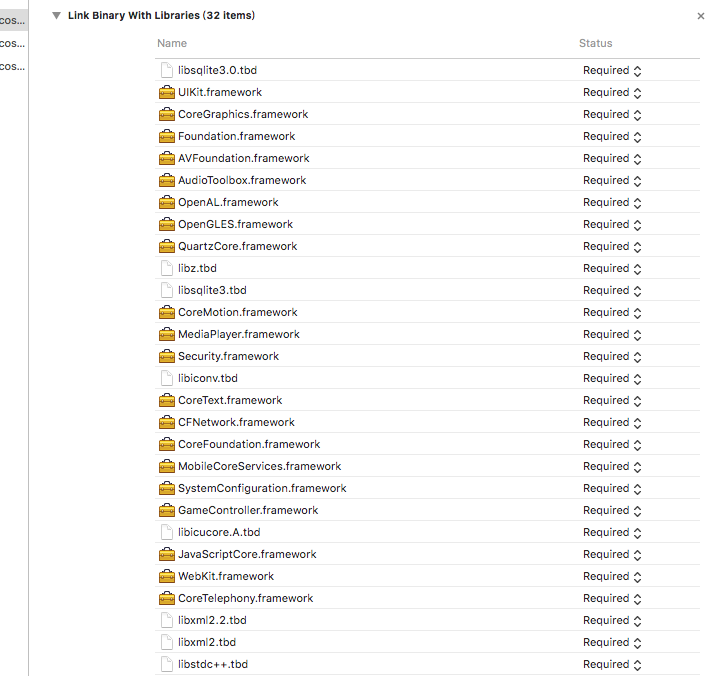 cos...
cos...
cos...
Link Binary With Libraries (32 items)
Name Status
libsqlite3.0.tbd Required
UIKit.framework Required
CoreGraphics.framework Required
Foundation.framework Required
AVFoundation.framework Required
AudioToolbox.framework Required
OpenAL.framework Required
OpenGLES.framework Required
QuartzCore.framework Required
libz.tbd Required
libsqlite3.tbd Required
CoreMotion.framework Required
MediaPlayer.framework Required
Security.framework Required
libiconv.tbd Required
CoreText.framework Required
CFNetwork.framework Required
CoreFoundation.framework Required
MobileCoreServices.framework Required
SystemConfiguration.framework Required
GameController.framework Required
libicucore.A.tbd Required
JavaScriptCore.framework Required
WebKit.framework Required
CoreTelephony.framework Required
libxml2.2.tbd Required
libxml2.tbd Required
libstdc++.tbd Required